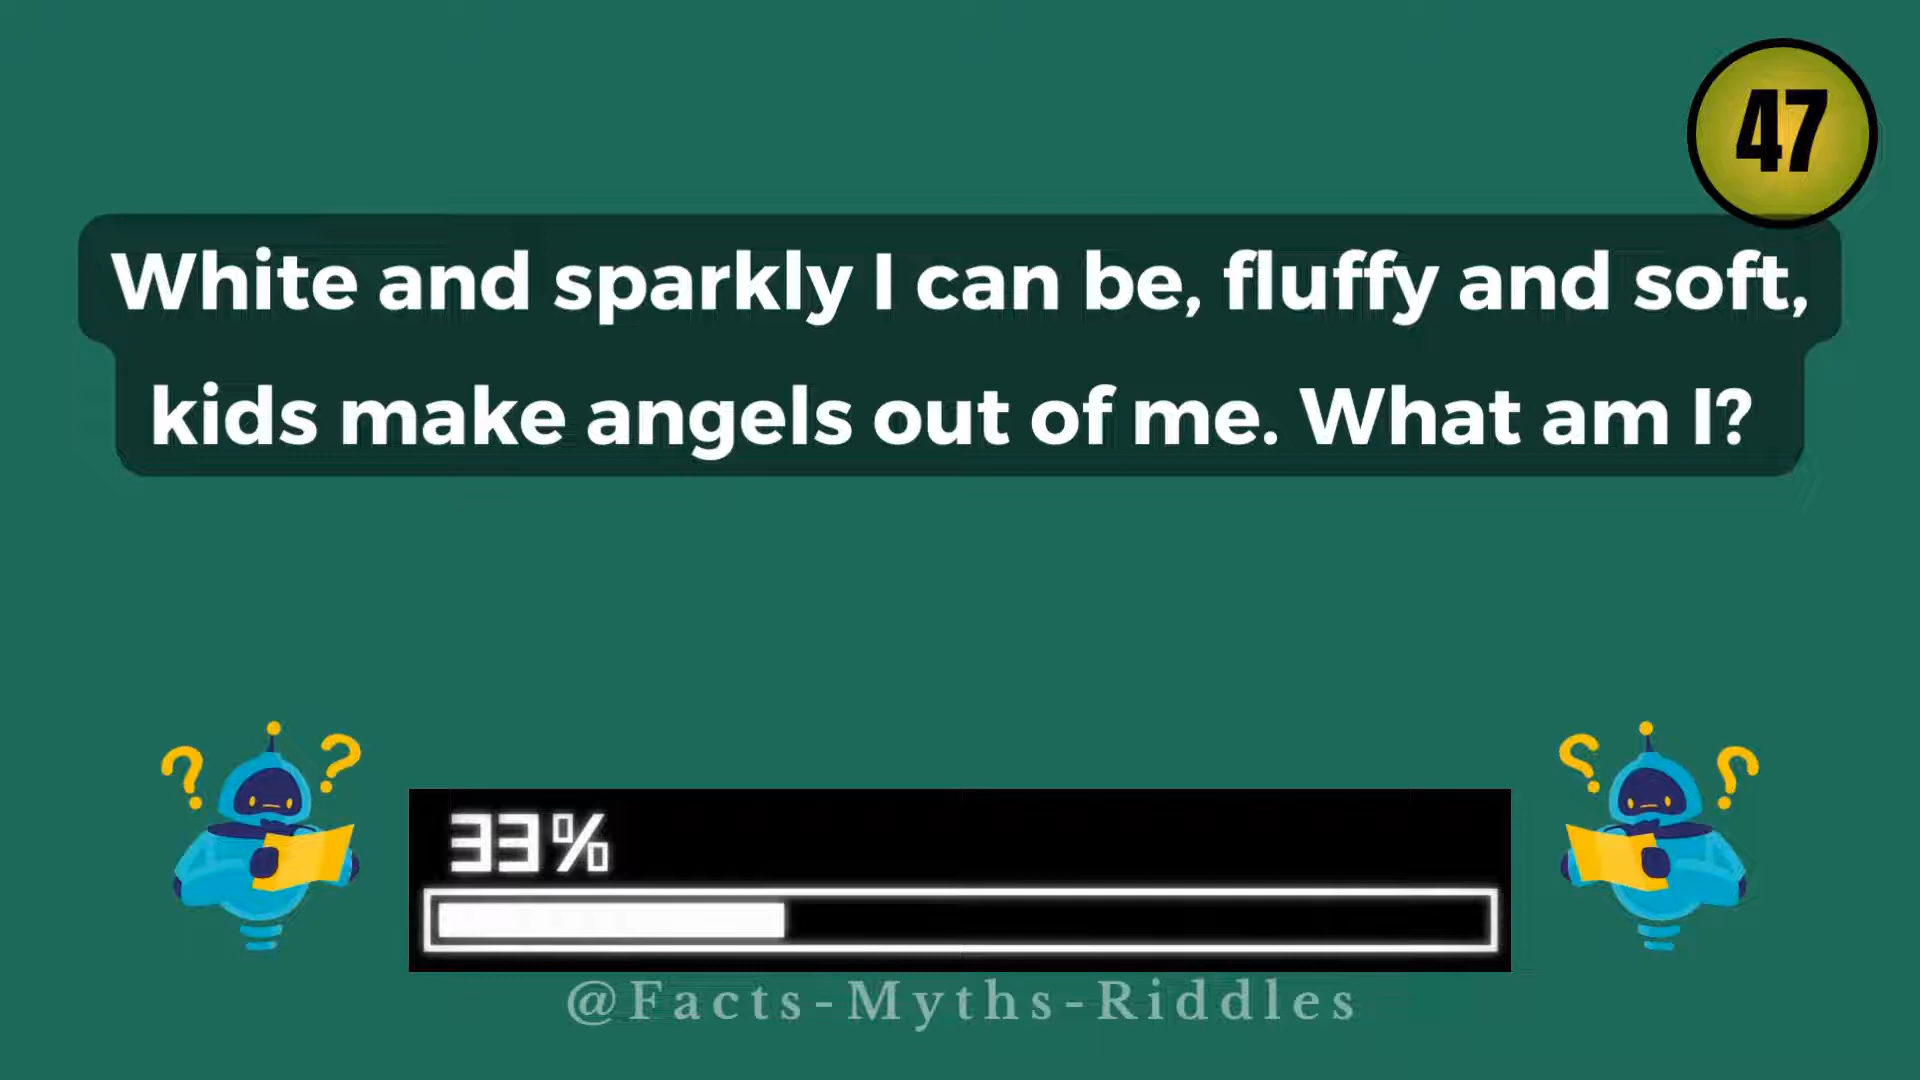 47
White and sparkly I can be, fluffy and soft,
kids make angels out of me. What am I?
? ? ? ?
33%
@Facts-Myths-Riddles